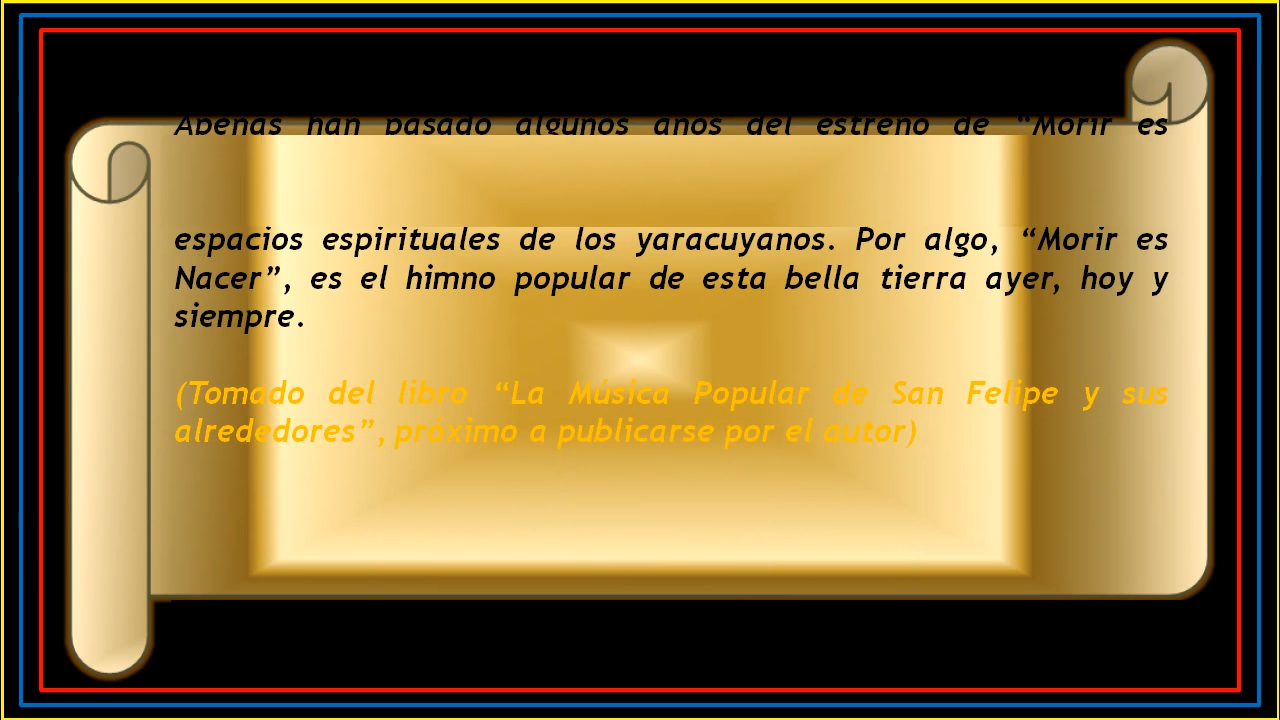 Apenas han pasado algunos años del estreno de “Morir es
espacios espirituales de los yaracuyanos. Por algo, “Morir es
Nacer”, es el himno popular de esta bella tierra ayer, hoy y
siempre.
(Tomado del libro “La Música Popular de San Felipe y sus
alrededores”, próximo a publicarse por el autor)